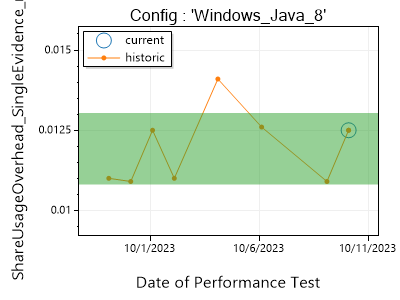 Config : 'Windows_Java_8'
current
historic
0.015
0.0125
0.01
10/1/2023
10/6/2023
10/11/2023
Date of Performance Test
ShareUsageOverhead_SingleEvidence_